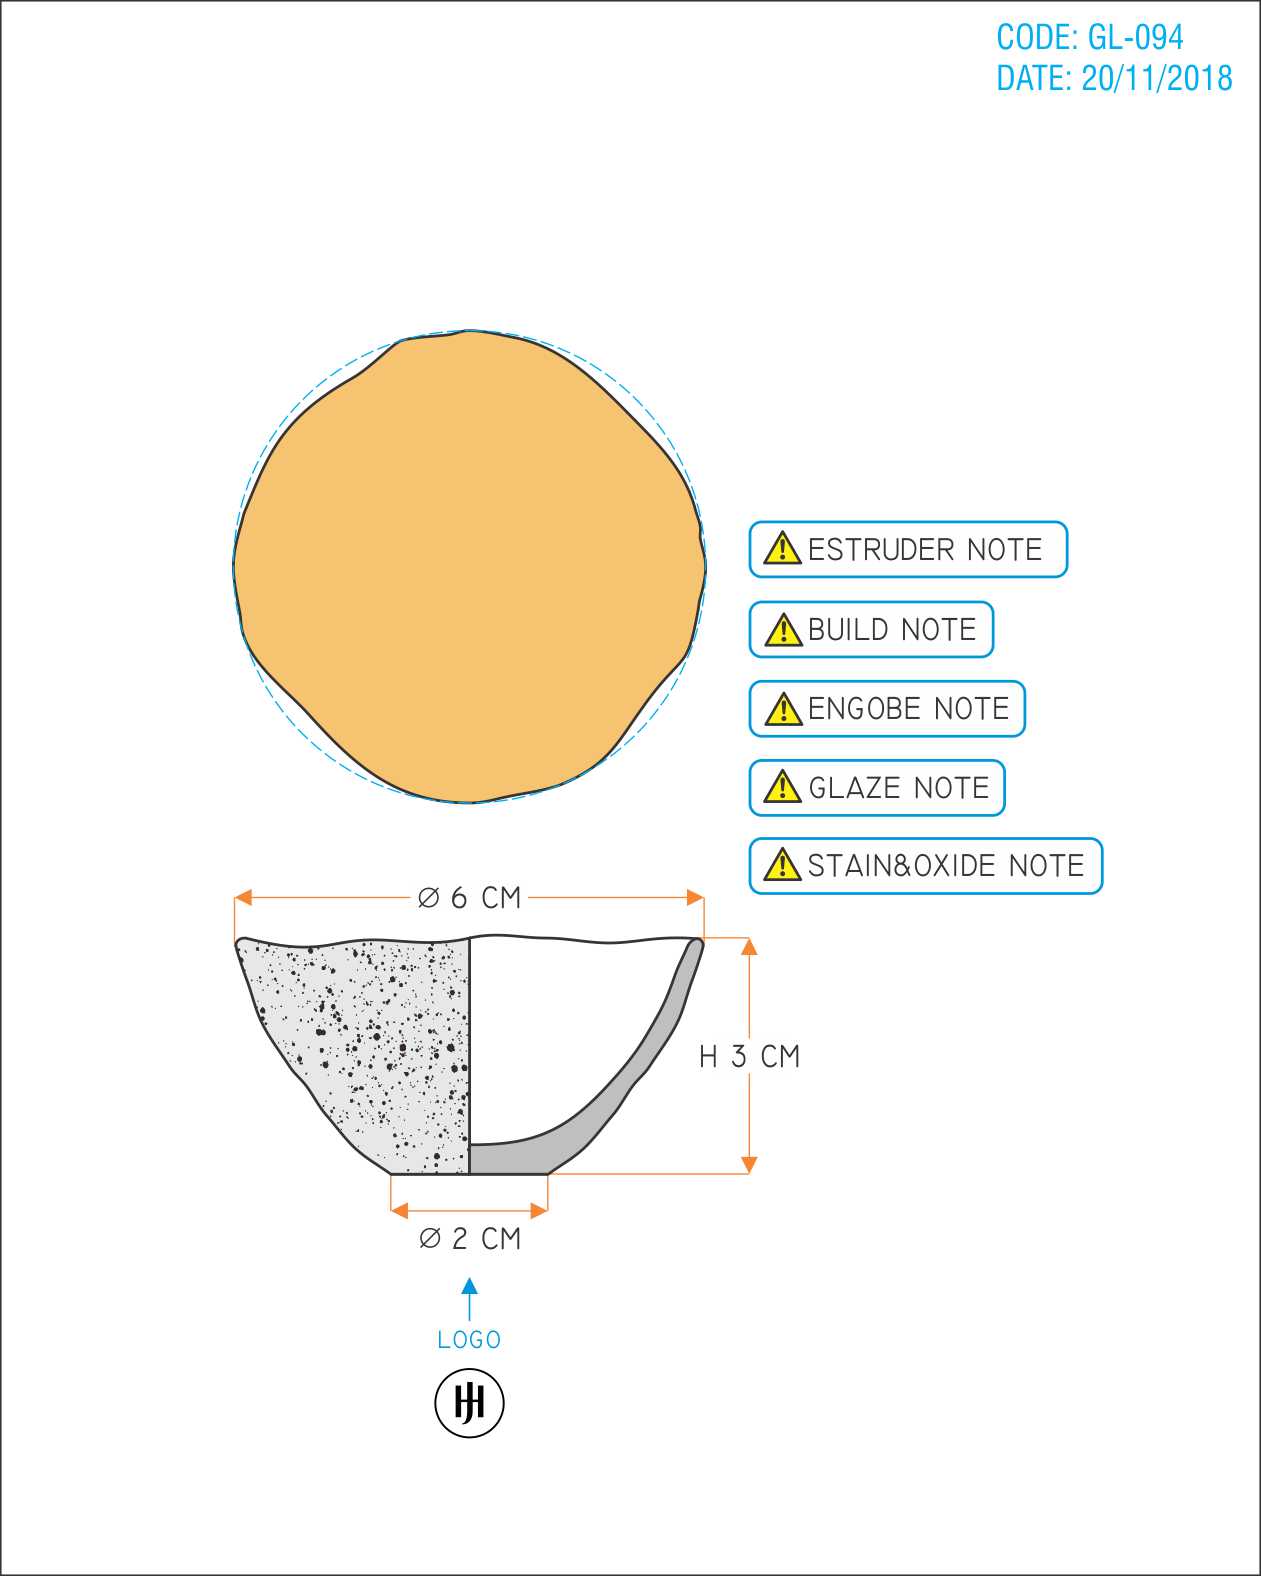 CODE: GL-094
DATE: 20/11/2018
ESTRUDER NOTE
BUILD NOTE
ENGOBE NOTE
GLAZE NOTE
STAIN&OXIDE NOTE
Ø 6 CM
H 3 CM
Ø 2 CM
LOGO